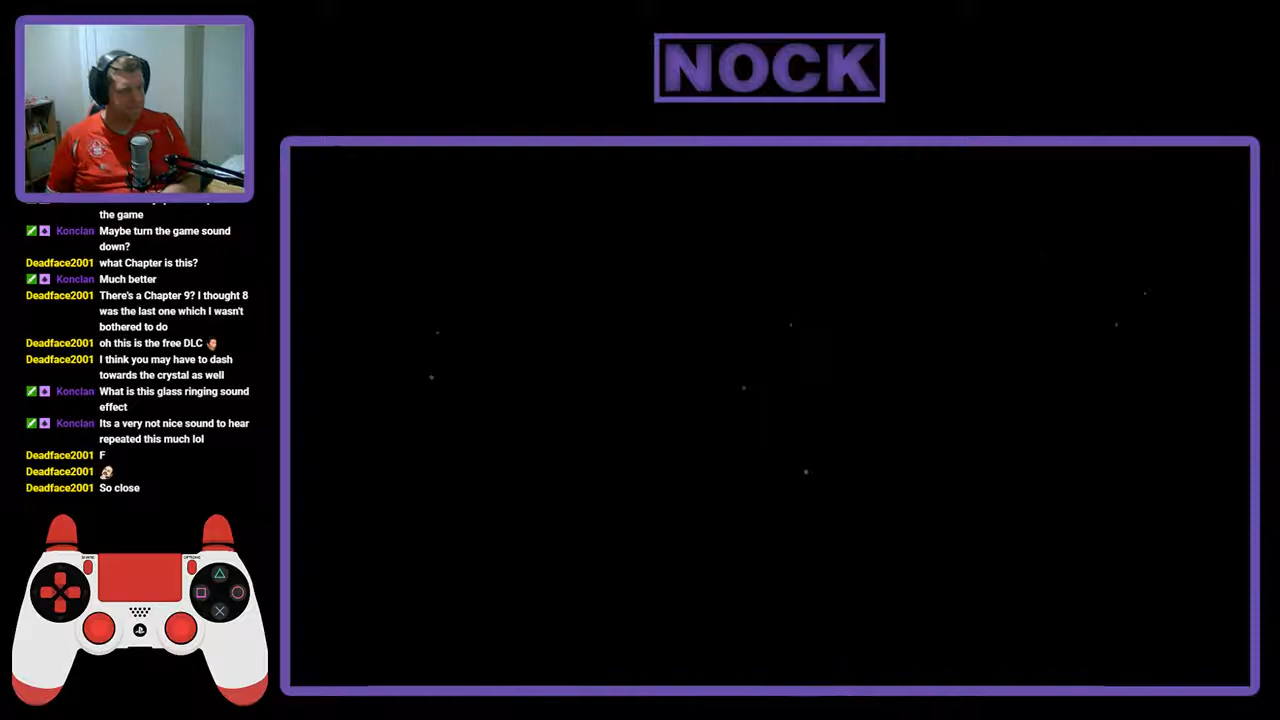 NOCK
the game
Konclan Maybe turn the game sound
down?
Deadface2001 what Chapter is this?
Konclan Much better
Deadface2001 There's a Chapter 9? I thought 8
was the last one which I wasn't
bothered to do
Deadface2001 oh this is the free DLC
Deadface2001 I think you may have to dash
towards the crystal as well
Konclan What is this glass ringing sound
effect
Konclan Its a very not nice sound to hear
repeated this much lol
Deadface2001 F
Deadface2001
Deadface2001 So close
SHARE
OPTIONS